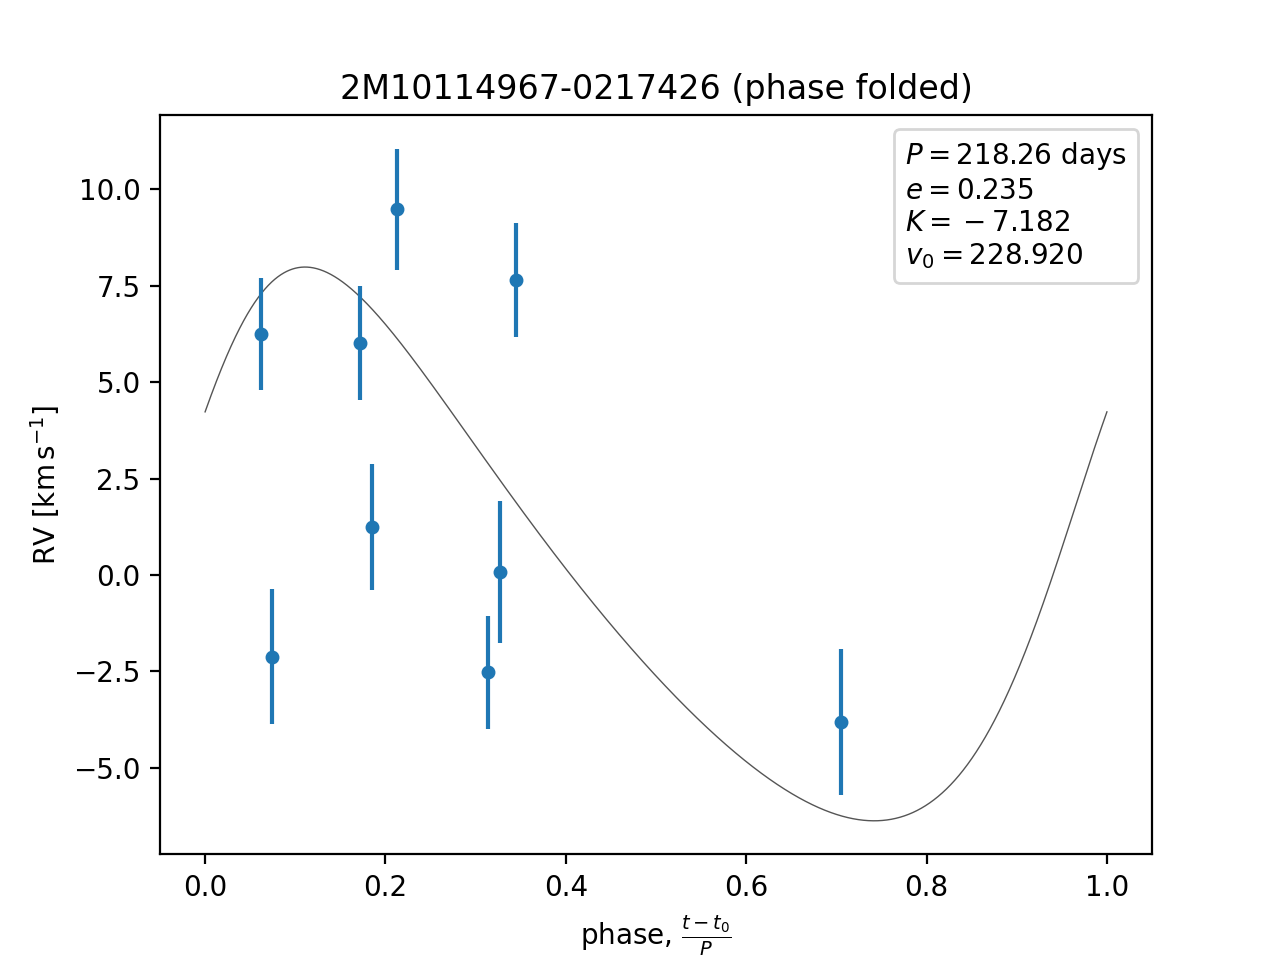 2M10114967-0217426 (phase folded)
P = 218.26 days
e = 0.235
K = − 7.182
v₀ = 228.920
RV [km s⁻¹]
10.0
7.5
5.0
2.5
0.0
−2.5
−5.0
0.0 0.2 0.4 0.6 0.8 1.0
phase, (t − t₀)/P